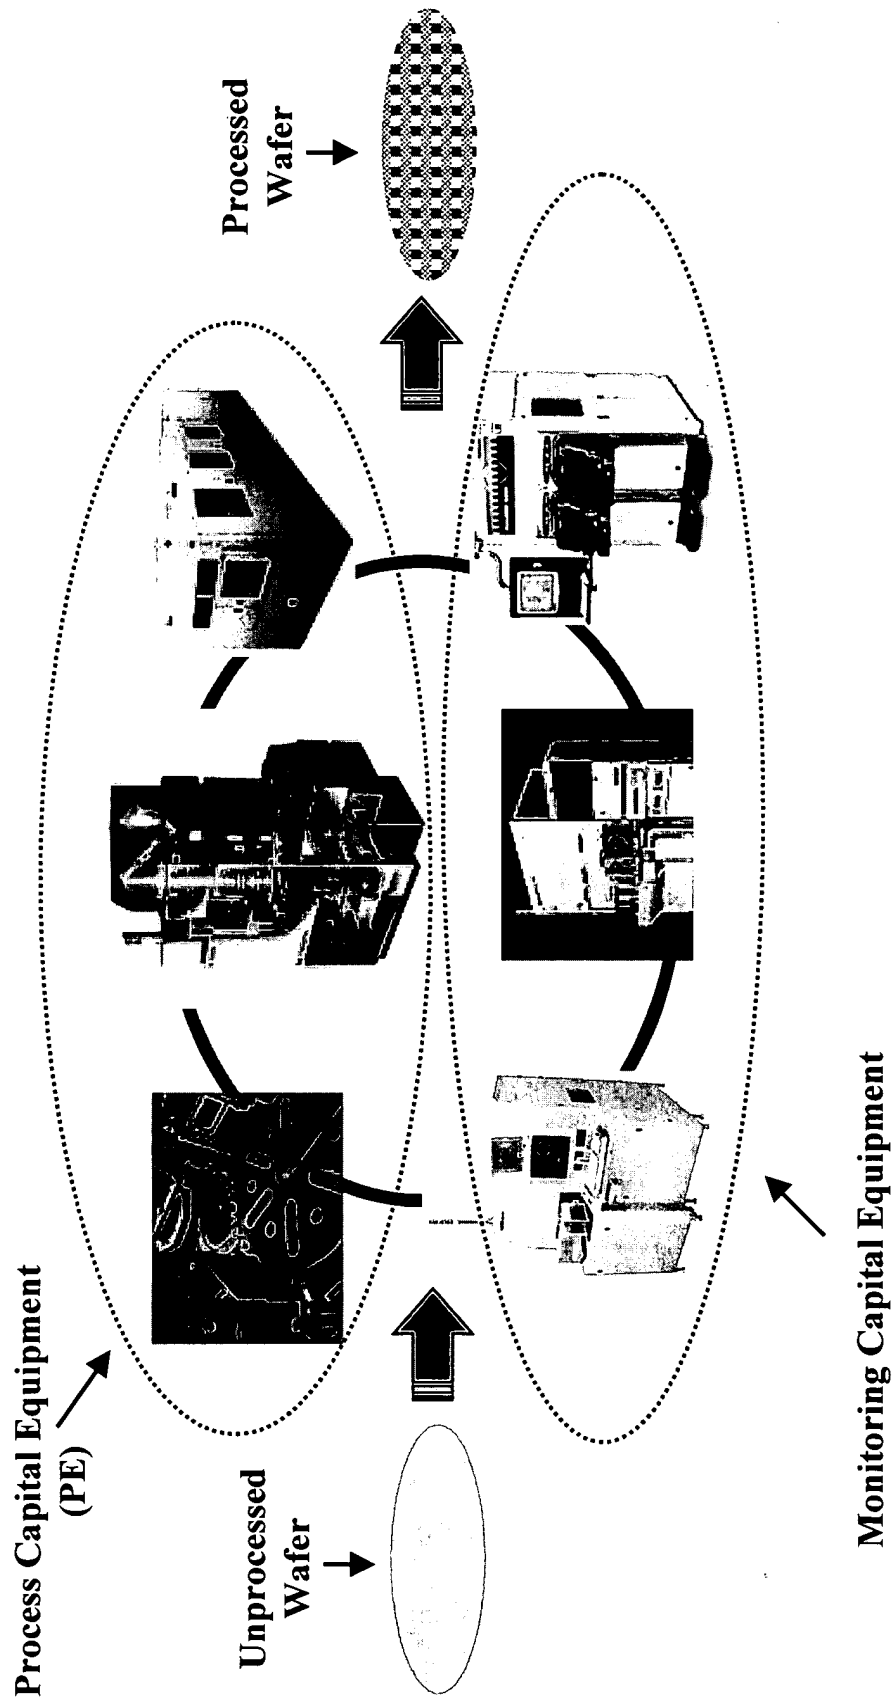 Process Capital Equipment
(PE)
Unprocessed
Wafer
Processed
Wafer
Monitoring Capital Equipment